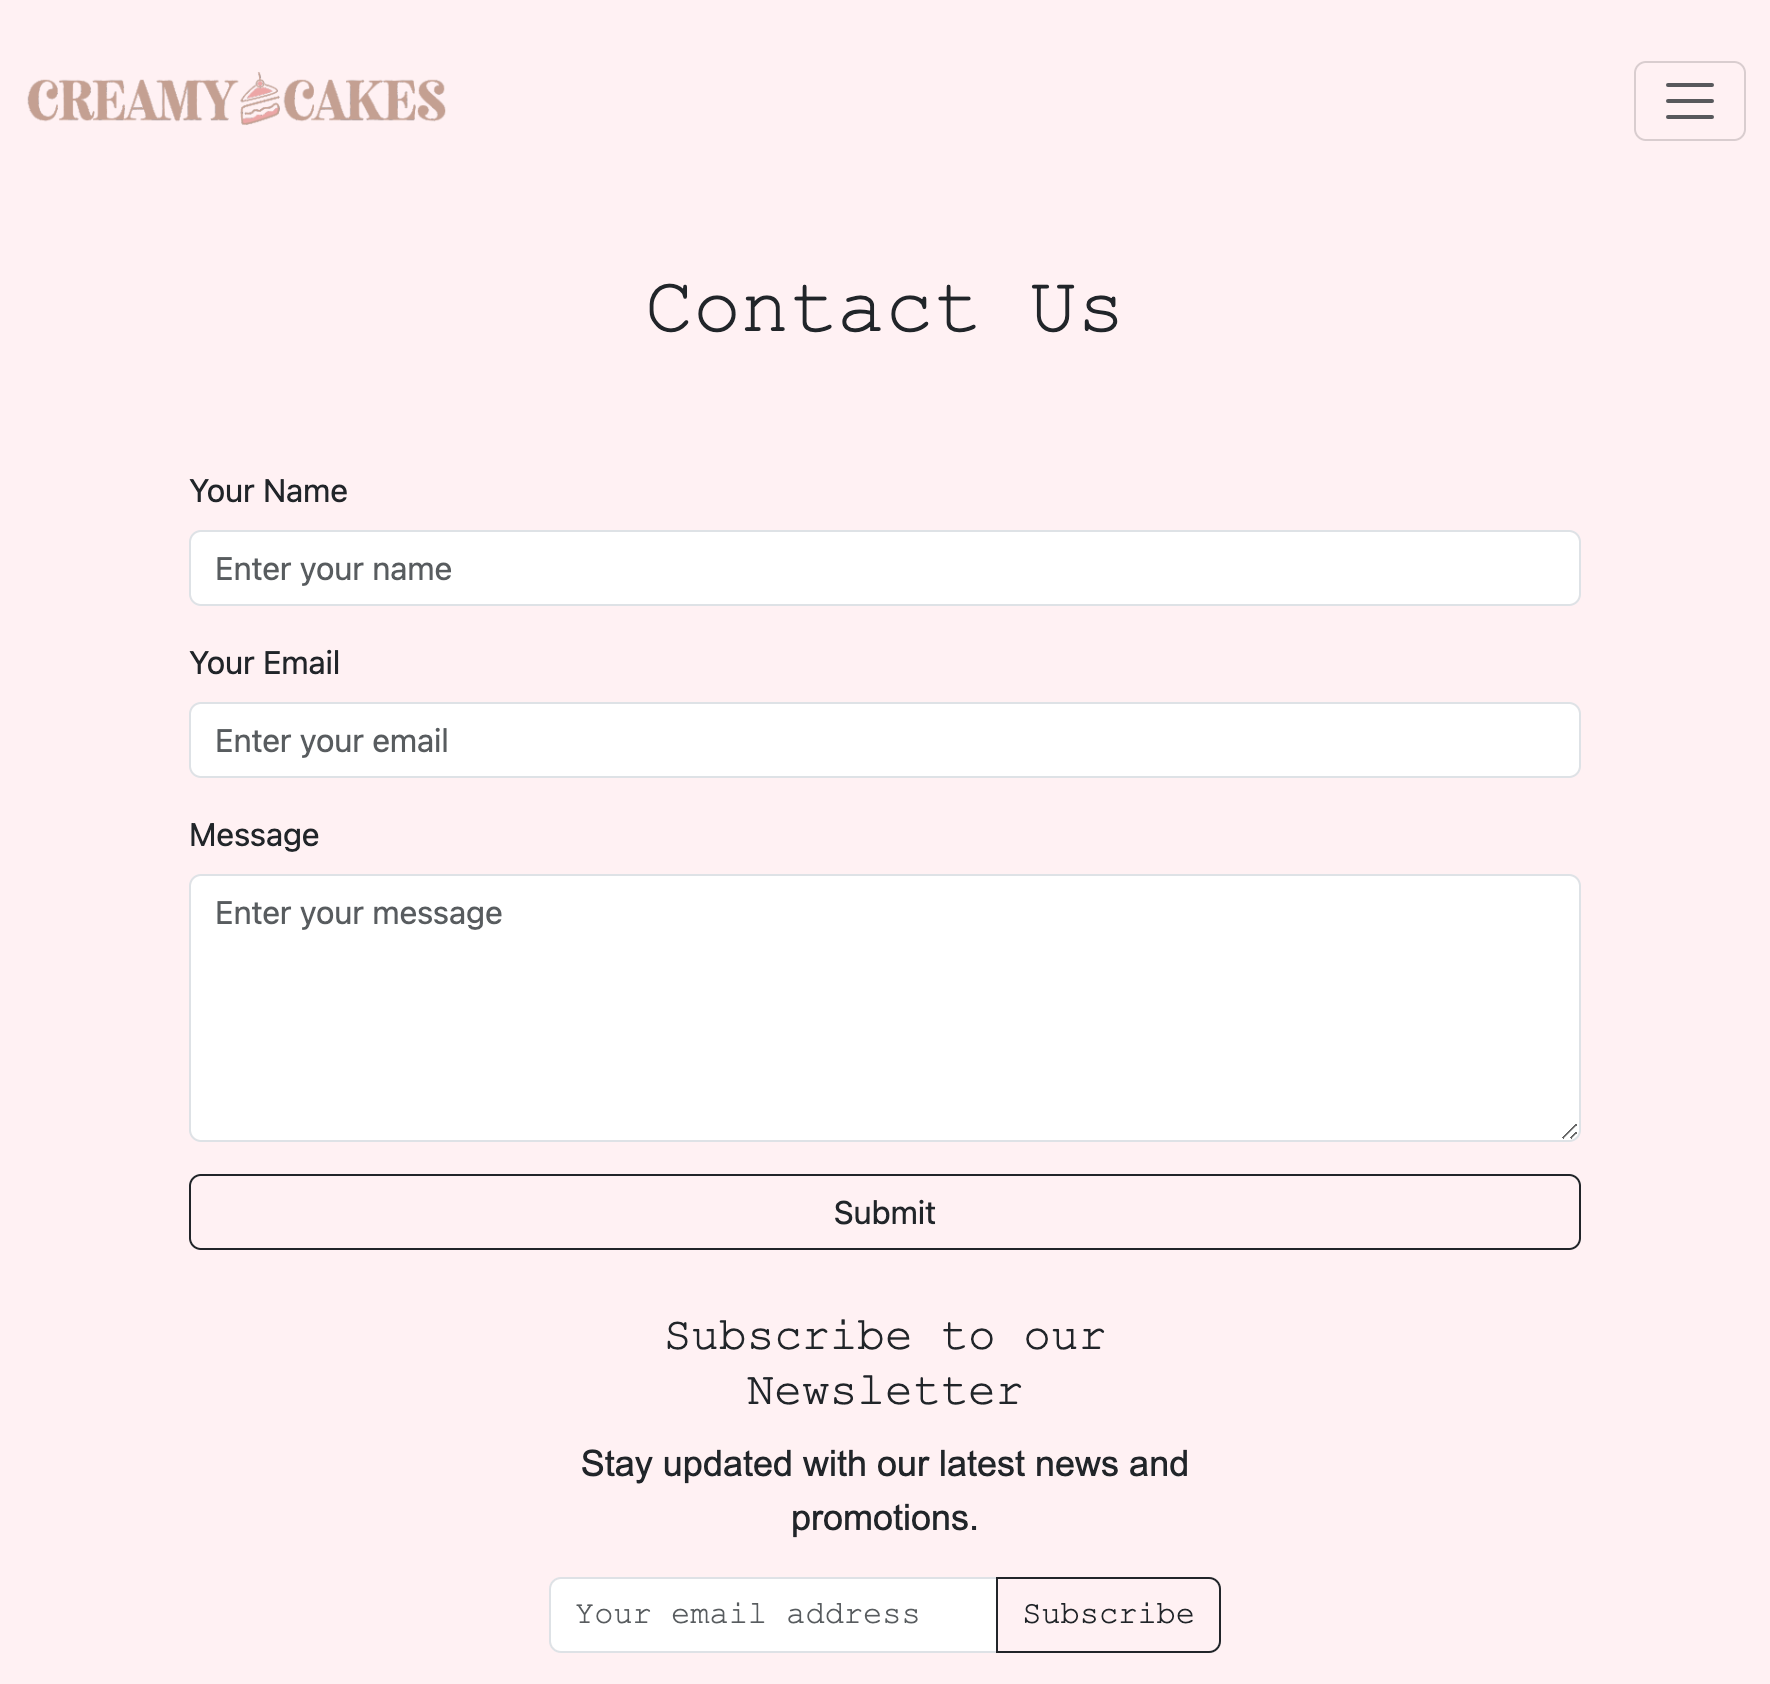 CREAMY CAKES
Contact Us
Your Name
Enter your name
Your Email
Enter your email
Message
Enter your message
Submit
Subscribe to our
Newsletter
Stay updated with our latest news and
promotions.
Your email address
Subscribe